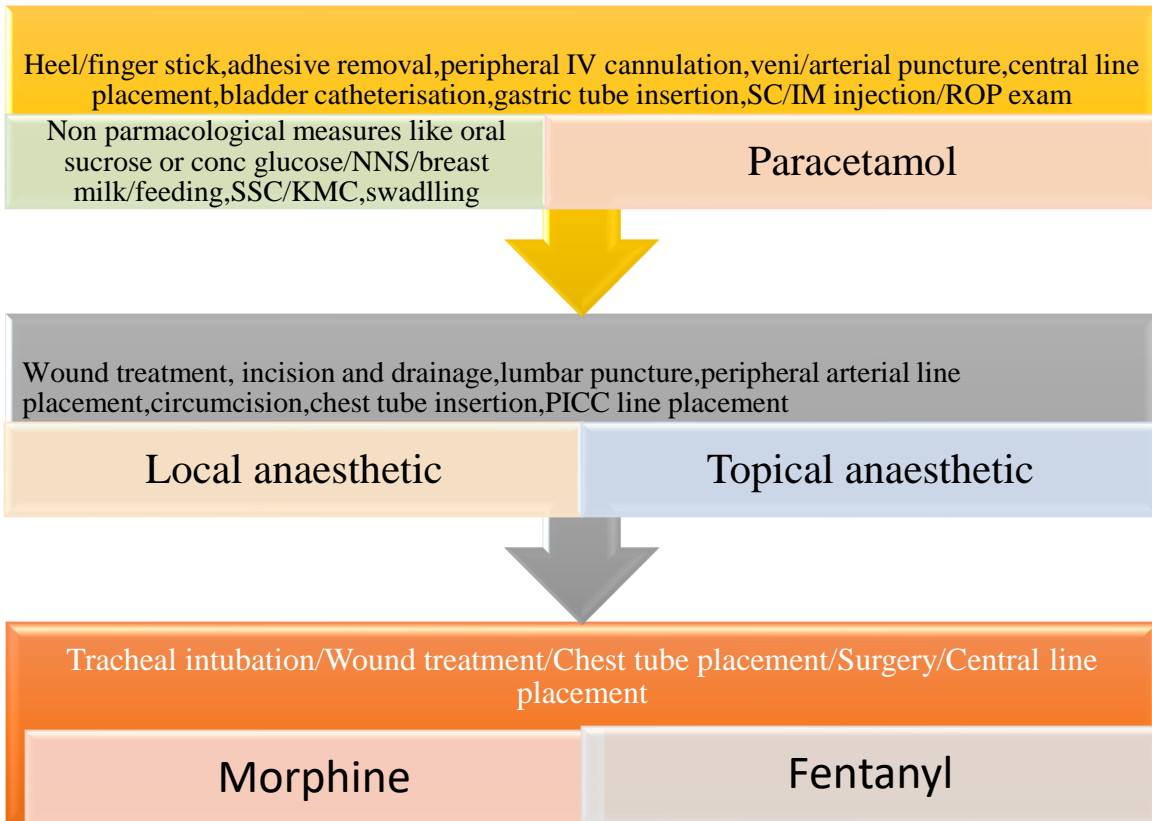 Heel/finger stick,adhesive removal,peripheral IV cannulation,veni/arterial puncture,central line
placement,bladder catheterisation,gastric tube insertion,SC/IM injection/ROP exam
Non parmacological measures like oral
sucrose or conc glucose/NNS/breast
milk/feeding,SSC/KMC,swadlling
Paracetamol
Wound treatment, incision and drainage,lumbar puncture,peripheral arterial line
placement,circumcision,chest tube insertion,PICC line placement
Local anaesthetic
Topical anaesthetic
Tracheal intubation/Wound treatment/Chest tube placement/Surgery/Central line
placement
Morphine
Fentanyl